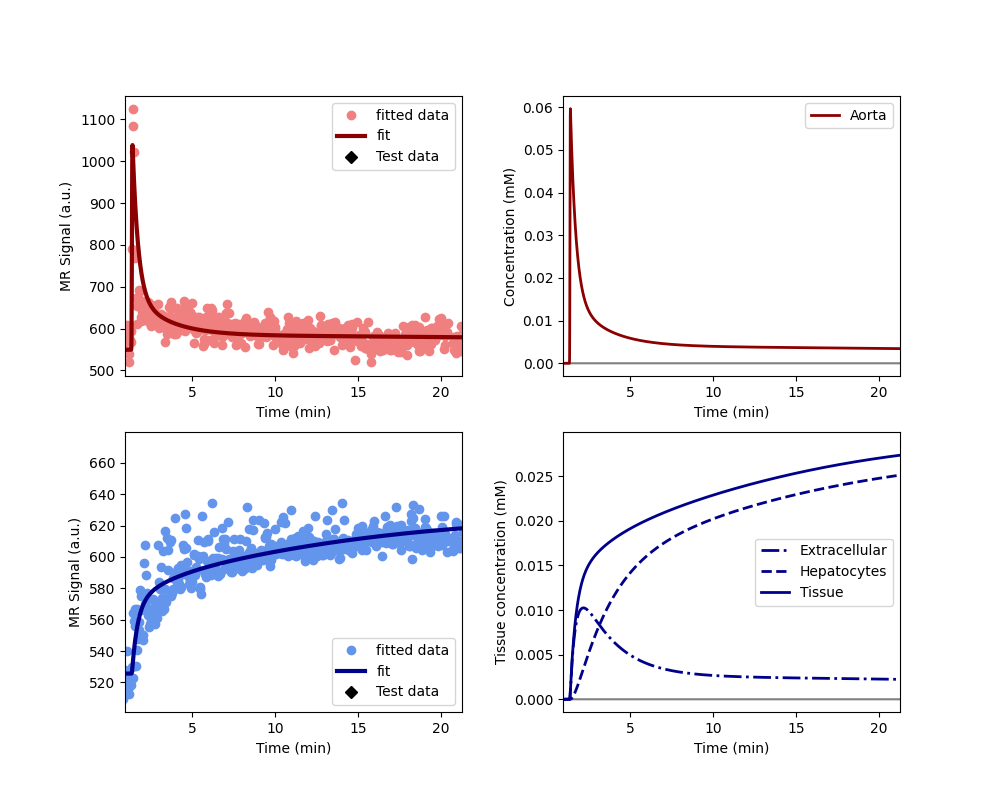 1100
1000
900
800
700
600
500
MR Signal (a.u.)
5
10
15
20
Time (min)
fitted data
fit
Test data
0.06
0.05
0.04
0.03
0.02
0.01
0.00
Concentration (mM)
5
10
15
20
Time (min)
Aorta
660
640
620
600
580
560
540
520
MR Signal (a.u.)
5
10
15
20
Time (min)
fitted data
fit
Test data
0.025
0.020
0.015
0.010
0.005
0.000
Tissue concentration (mM)
5
10
15
20
Time (min)
Extracellular
Hepatocytes
Tissue